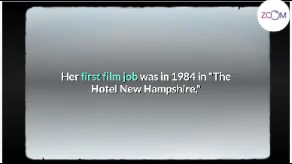 ZOOM
Her first film job was in 1984 in "The
Hotel New Hampshire,"